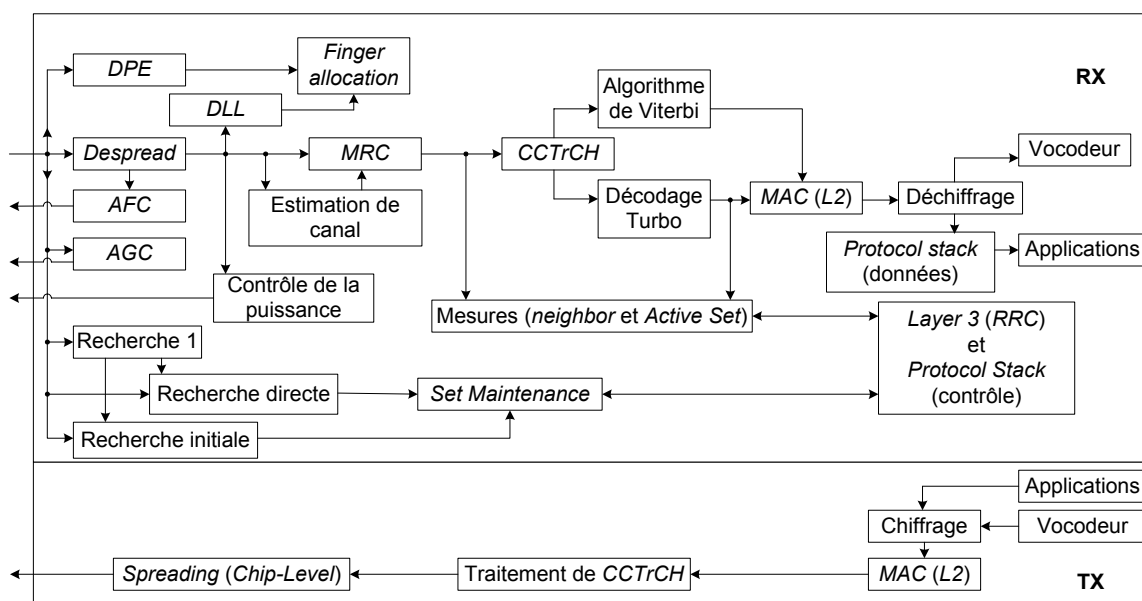 Finger
allocation
DPE
RX
Algorithme
de Viterbi
DLL
Vocodeur
Despread
MRC
CCTrCH
Décodage
Turbo
MAC (L2)
Déchiffrage
AFC
Estimation de
canal
AGC
Protocol stack
(données)
Applications
Contrôle de la
puissance
Mesures (neighbor et Active Set)
Layer 3 (RRC)
et
Protocol Stack
(contrôle)
Recherche 1
Recherche directe
Set Maintenance
Recherche initiale
Applications
Chiffrage
Vocodeur
Spreading (Chip-Level)
Traitement de CCTrCH
MAC (L2)
TX